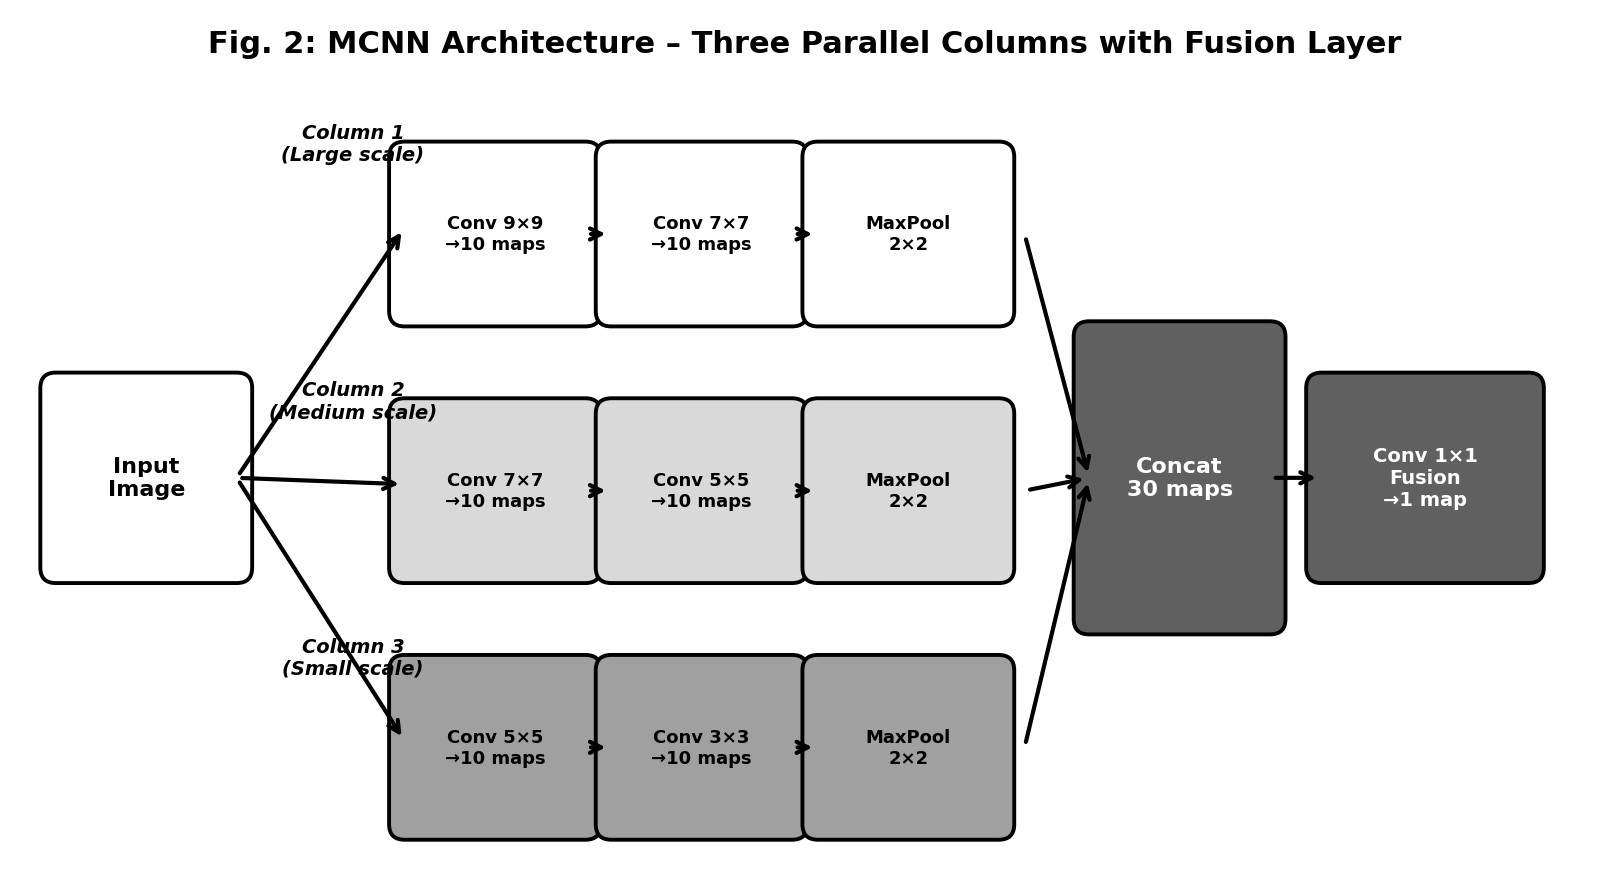 Fig. 2: MCNN Architecture – Three Parallel Columns with Fusion Layer
Column 1
(Large scale)
Conv 9×9
→10 maps
Conv 7×7
→10 maps
MaxPool
2×2
Input
Image
Column 2
(Medium scale)
Conv 7×7
→10 maps
Conv 5×5
→10 maps
MaxPool
2×2
Column 3
(Small scale)
Conv 5×5
→10 maps
Conv 3×3
→10 maps
MaxPool
2×2
Concat
30 maps
Conv 1×1
Fusion
→1 map